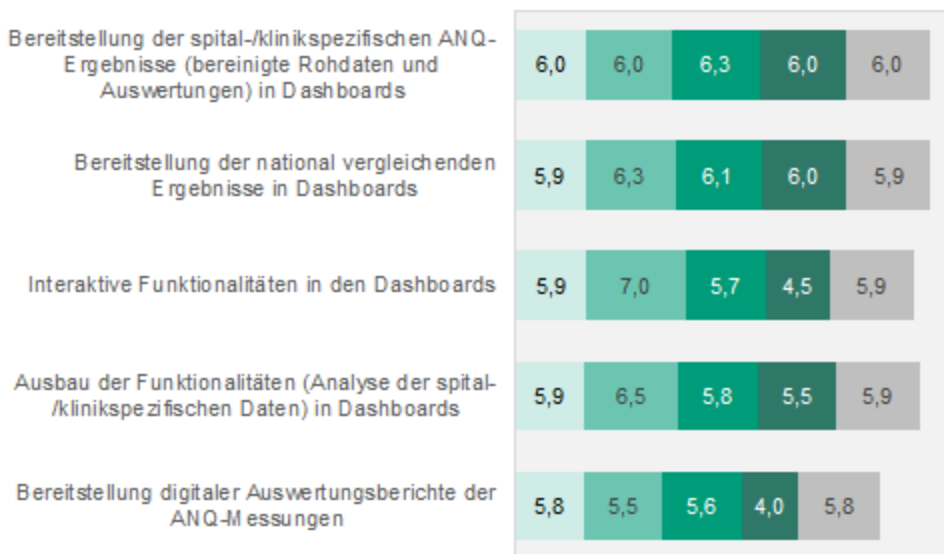 Bereitstellung der spital-/klinikspezifischen ANQ-
Ergebnisse (bereinigte Rohdaten und
Auswertungen) in Dashboards
6,0 6,0 6,3 6,0 6,0
Bereitstellung der national vergleichenden
Ergebnisse in Dashboards
5,9 6,3 6,1 6,0 5,9
Interaktive Funktionalitäten in den Dashboards
5,9 7,0 5,7 4,5 5,9
Ausbau der Funktionalitäten (Analyse der spital-
/klinikspezifischen Daten) in Dashboards
5,9 6,5 5,8 5,5 5,9
Bereitstellung digitaler Auswertungsberichte der
ANQ-Messungen
5,8 5,5 5,6 4,0 5,8